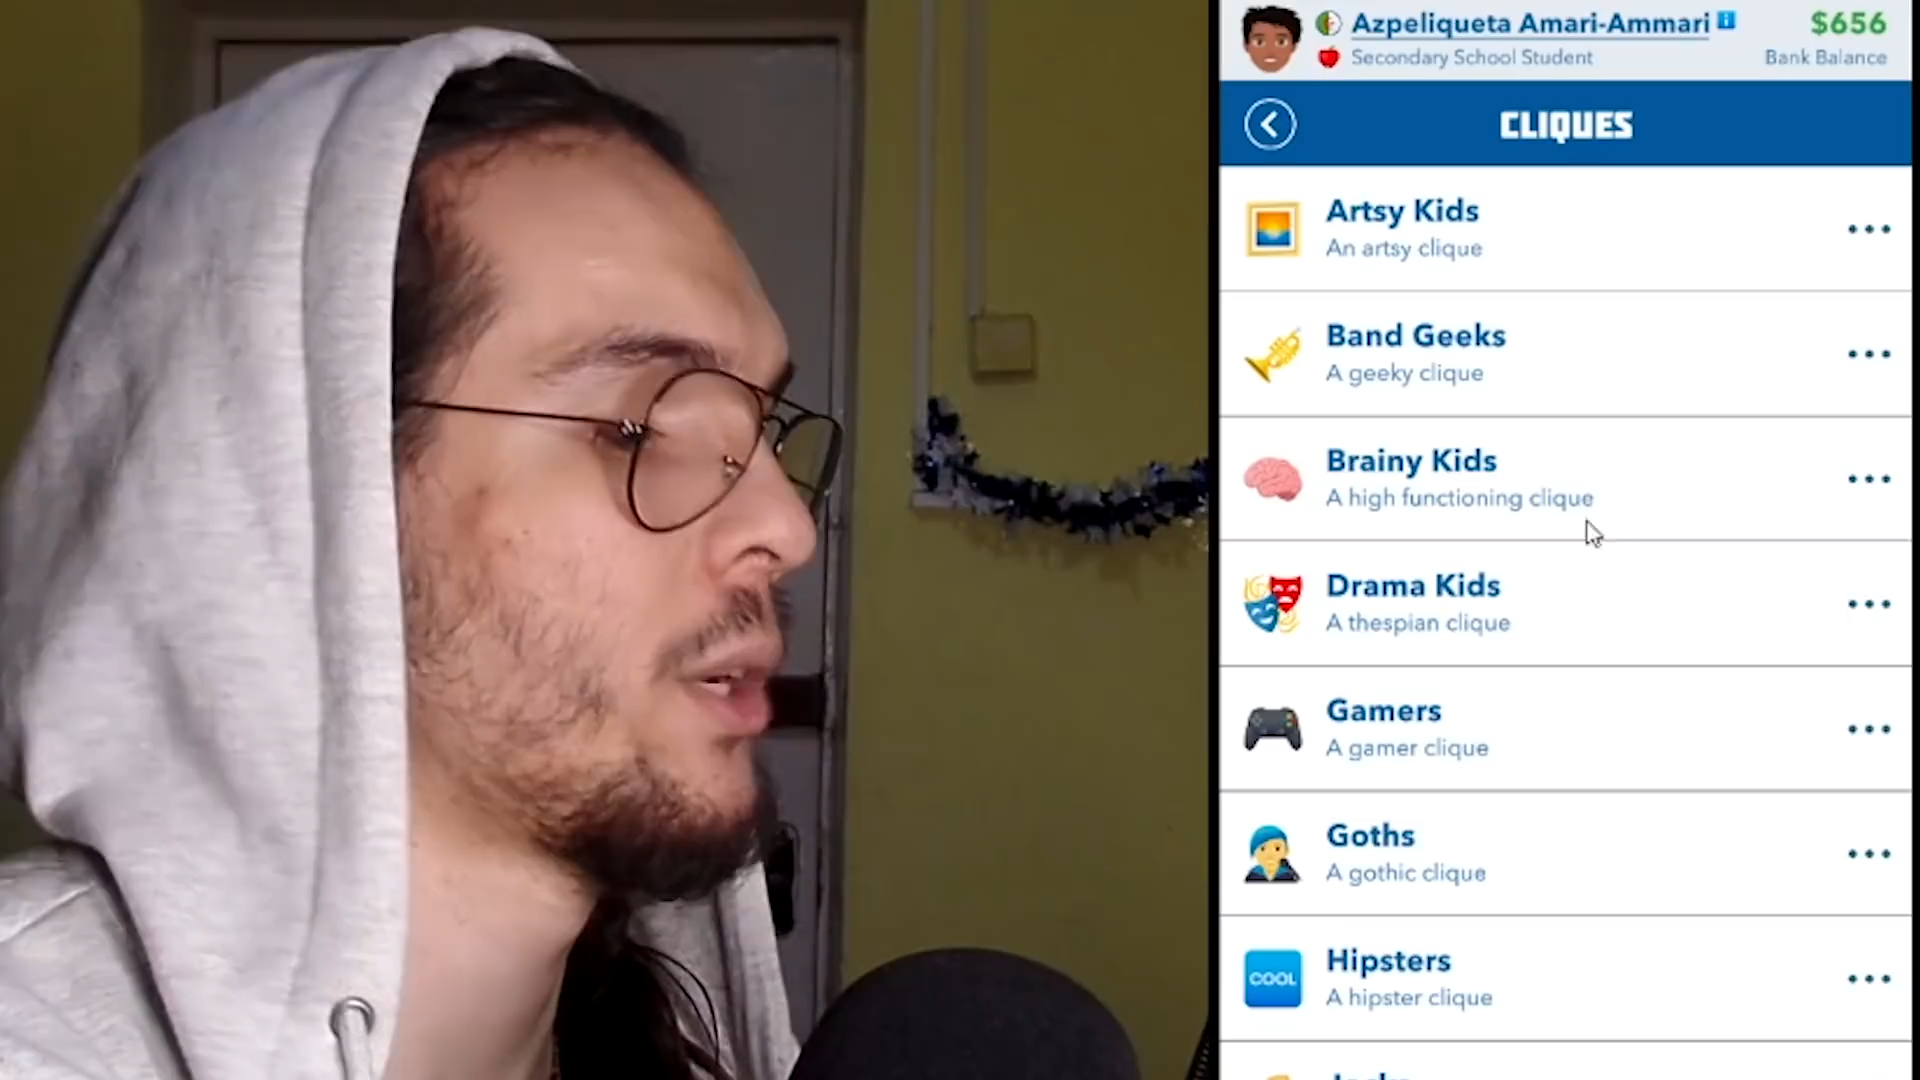 Azpeliqueta Amari-Ammari
$656
Secondary School Student
Bank Balance
CLIQUES
Artsy Kids
An artsy clique
Band Geeks
A geeky clique
Brainy Kids
A high functioning clique
Drama Kids
A thespian clique
Gamers
A gamer clique
Goths
A gothic clique
COOL
Hipsters
A hipster clique